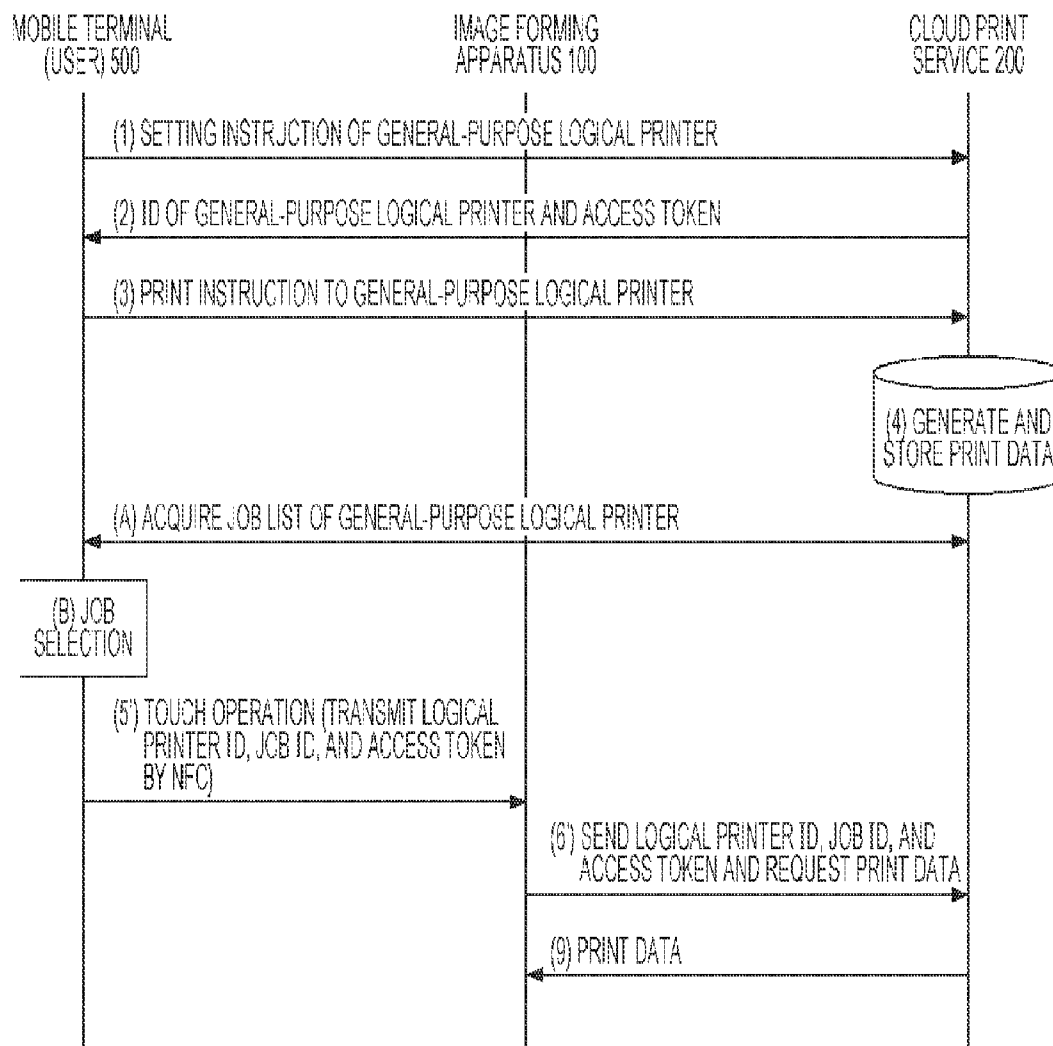 MOBILE TERMINAL
(USER) 500
IMAGE FORMING
APPARATUS 100
CLOUD PRINT
SERVICE 200
(1) SETTING INSTRUCTION OF GENERAL-PURPOSE LOGICAL PRINTER
(2) ID OF GENERAL-PURPOSE LOGICAL PRINTER AND ACCESS TOKEN
(3) PRINT INSTRUCTION TO GENERAL-PURPOSE LOGICAL PRINTER
(4) GENERATE AND
STORE PRINT DATA
(A) ACQUIRE JOB LIST OF GENERAL-PURPOSE LOGICAL PRINTER
(B) JOB
SELECTION
(5') TOUCH OPERATION (TRANSMIT LOGICAL
PRINTER ID, JOB ID, AND ACCESS TOKEN
BY NFC)
(6') SEND LOGICAL PRINTER ID, JOB ID, AND
ACCESS TOKEN AND REQUEST PRINT DATA
(9) PRINT DATA